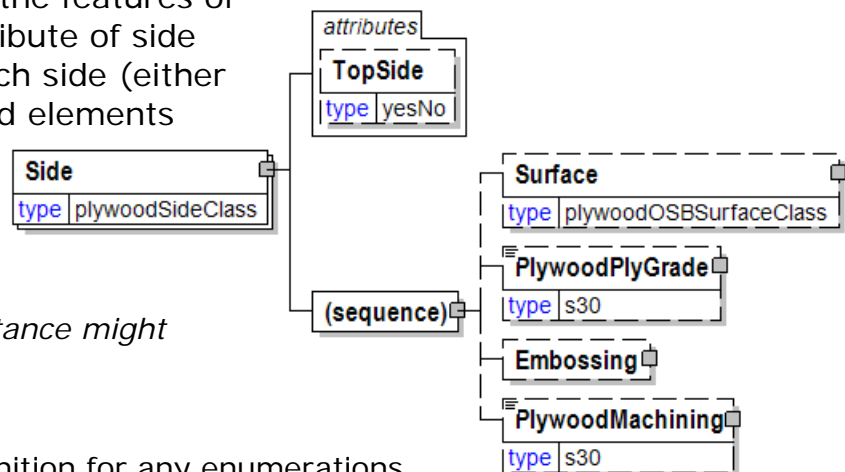 the features of
ibute of side
ch side (either
d elements
tance might
nition for any enumerations
attributes
TopSide
type yesNo
Side
type plywoodSideClass
(sequence)
Surface
type plywoodOSBSurfaceClass
PlywoodPlyGrade
type s30
Embossing
PlywoodMachining
type s30